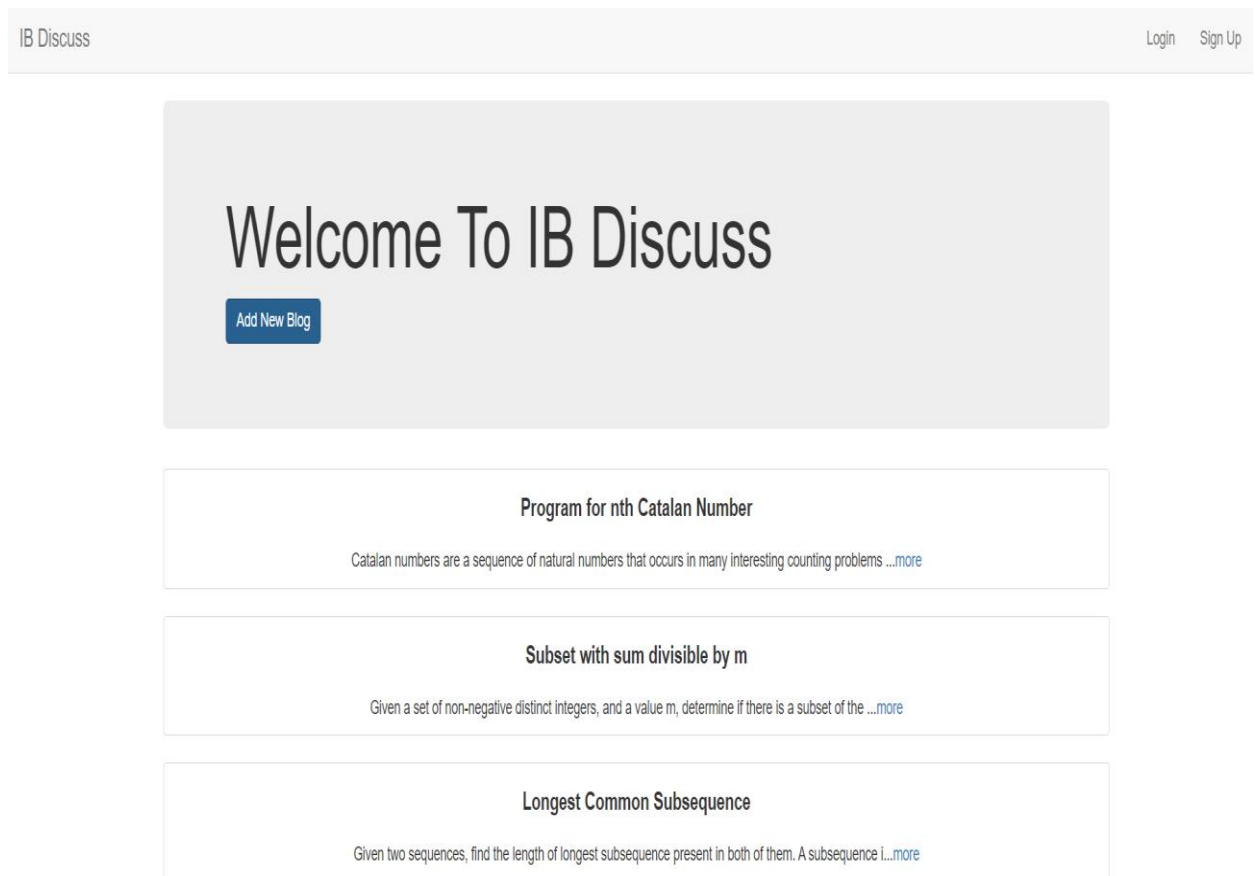 IB Discuss
Login
Sign Up
Welcome To IB Discuss
Add New Blog
Program for nth Catalan Number
Catalan numbers are a sequence of natural numbers that occurs in many interesting counting problems ...more
Subset with sum divisible by m
Given a set of non-negative distinct integers, and a value m, determine if there is a subset of the ...more
Longest Common Subsequence
Given two sequences, find the length of longest subsequence present in both of them. A subsequence i...more